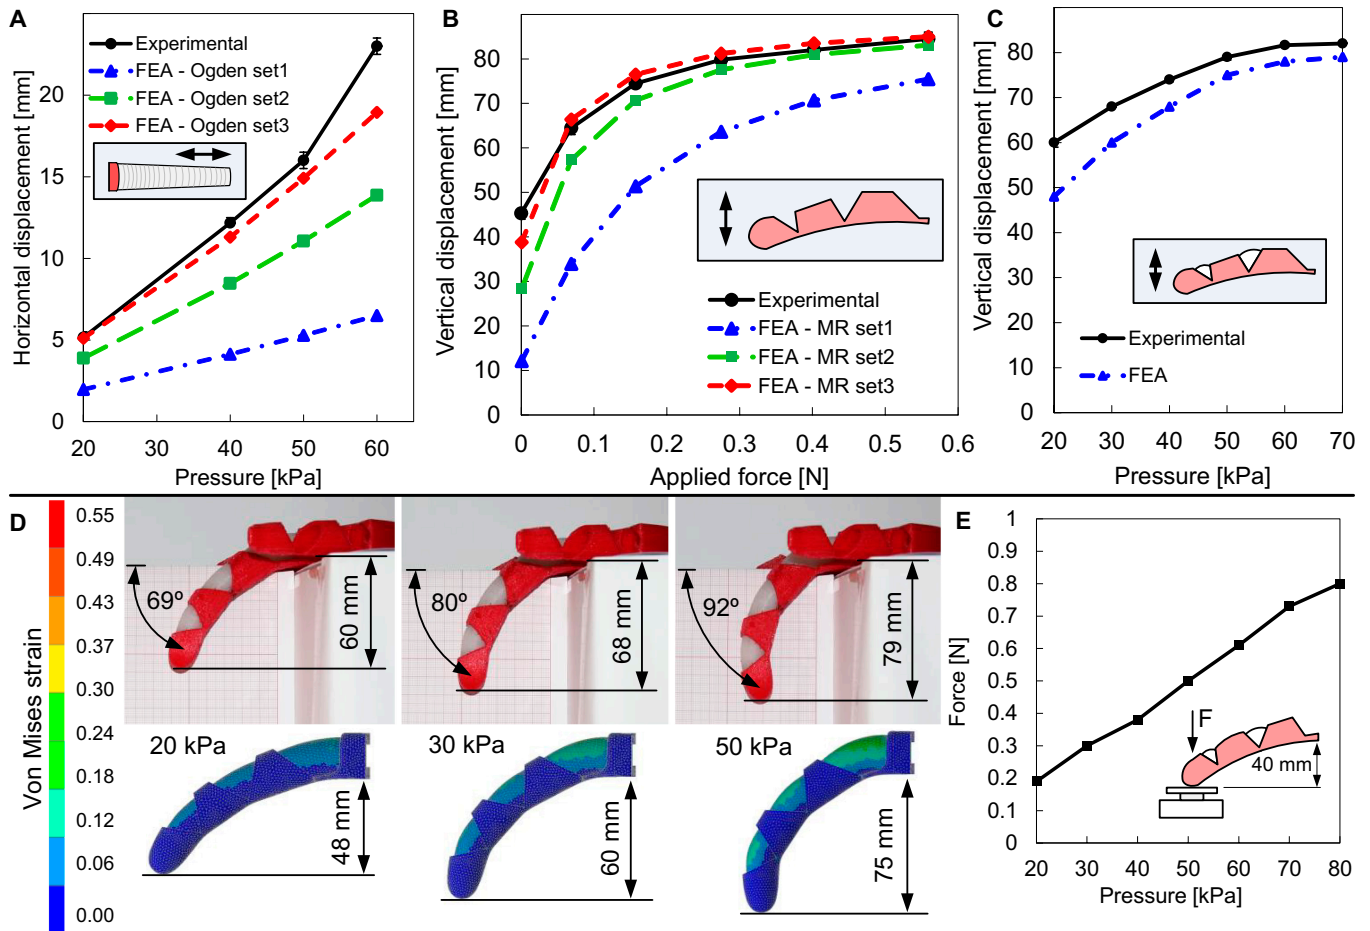 A
Horizontal displacement [mm]
20
15
10
5
0
20 30 40 50 60
Pressure [kPa]
Experimental
FEA - Ogden set1
FEA - Ogden set2
FEA - Ogden set3
B
Vertical displacement [mm]
80
70
60
50
40
30
20
10
0
0 0.1 0.2 0.3 0.4 0.5 0.6
Applied force [N]
Experimental
FEA - MR set1
FEA - MR set2
FEA - MR set3
C
Vertical displacement [mm]
80
70
60
50
40
30
20
10
0
20 30 40 50 60 70
Pressure [kPa]
Experimental
FEA
D
Von Mises strain
0.55
0.49
0.43
0.37
0.30
0.24
0.18
0.12
0.06
0.00
69º
60 mm
80º
68 mm
92º
79 mm
20 kPa
48 mm
30 kPa
60 mm
50 kPa
75 mm
E
Force [N]
1
0.9
0.8
0.7
0.6
0.5
0.4
0.3
0.2
0.1
0
20 30 40 50 60 70 80
Pressure [kPa]
F
40 mm